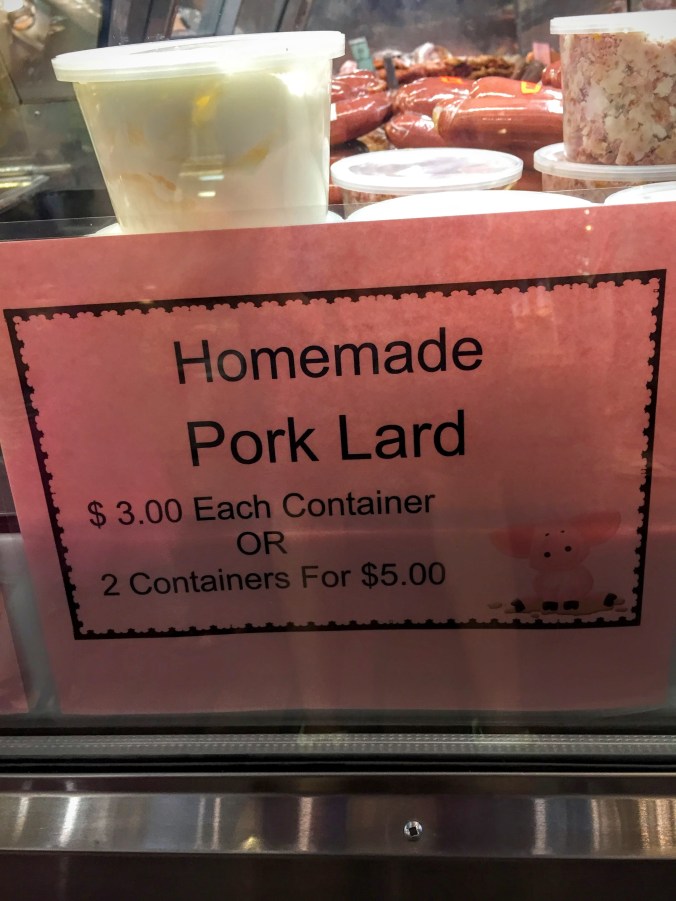 Homemade
Pork Lard
$ 3.00 Each Container
OR
2 Containers For $5.00